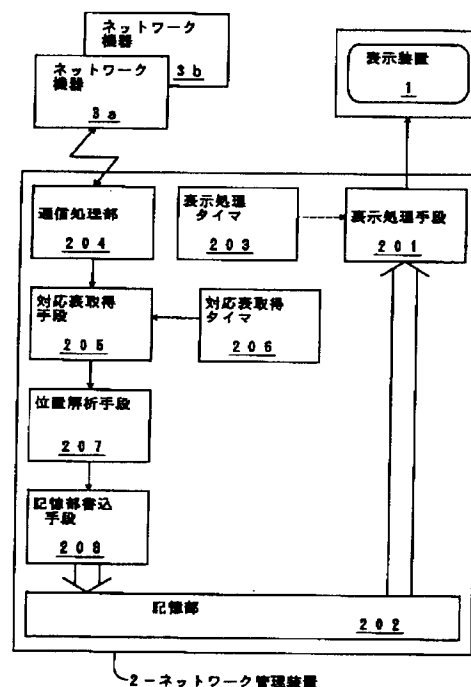 ネットワーク
機器
3b
ネットワーク
機器
3a
表示装置
1
通信処理部
204
表示処理
タイマ
203
表示処理手段
201
対応表取得
手段
205
対応表取得
タイマ
206
位置解析手段
207
記憶部書込
手段
208
記憶部
202
2-ネットワーク管理装置